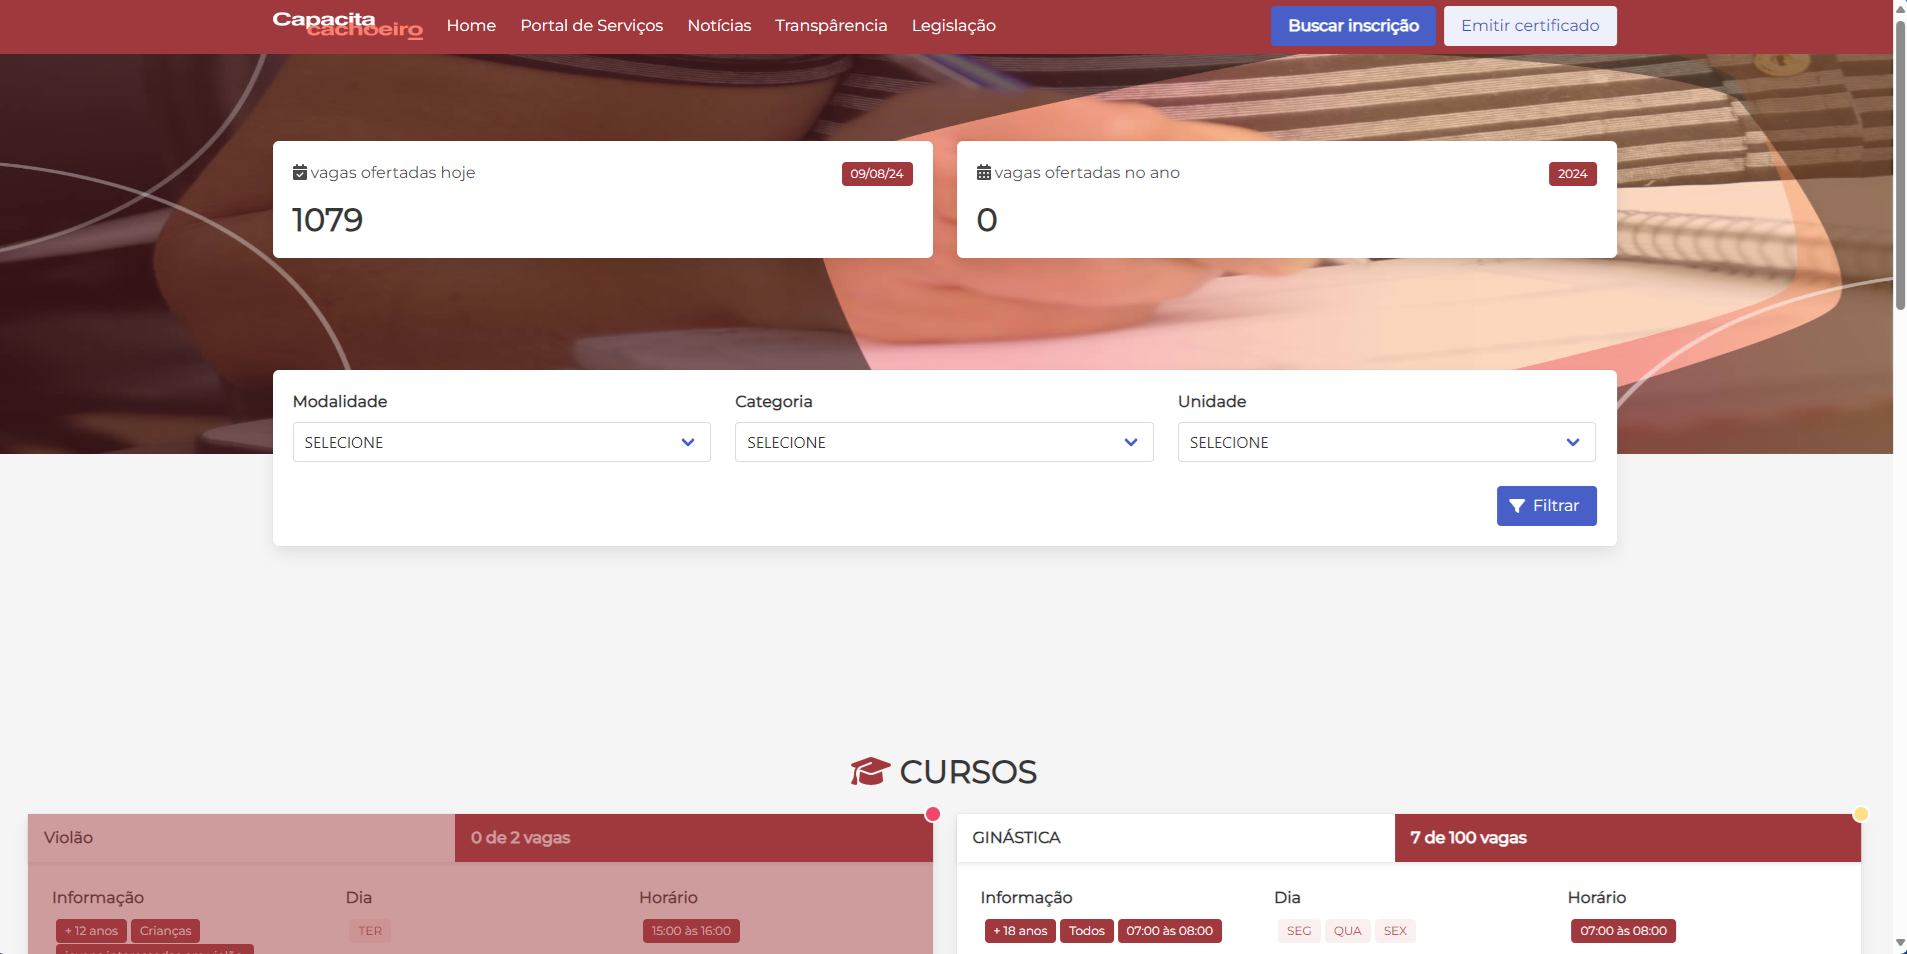 Capacita
cachoeiro
Home Portal de Serviços Notícias Transpârencia Legislação Buscar inscrição Emitir certificado
vagas ofertadas hoje 09/08/24
1079
vagas ofertadas no ano 2024
0
Modalidade Categoria Unidade
SELECIONE SELECIONE SELECIONE
Filtrar
CURSOS
Violão 0 de 2 vagas
Informação Dia Horário
+ 12 anos Crianças TER 15:00 às 16:00
GINÁSTICA 7 de 100 vagas
Informação Dia Horário
+ 18 anos Todos 07:00 às 08:00 SEG QUA SEX 07:00 às 08:00